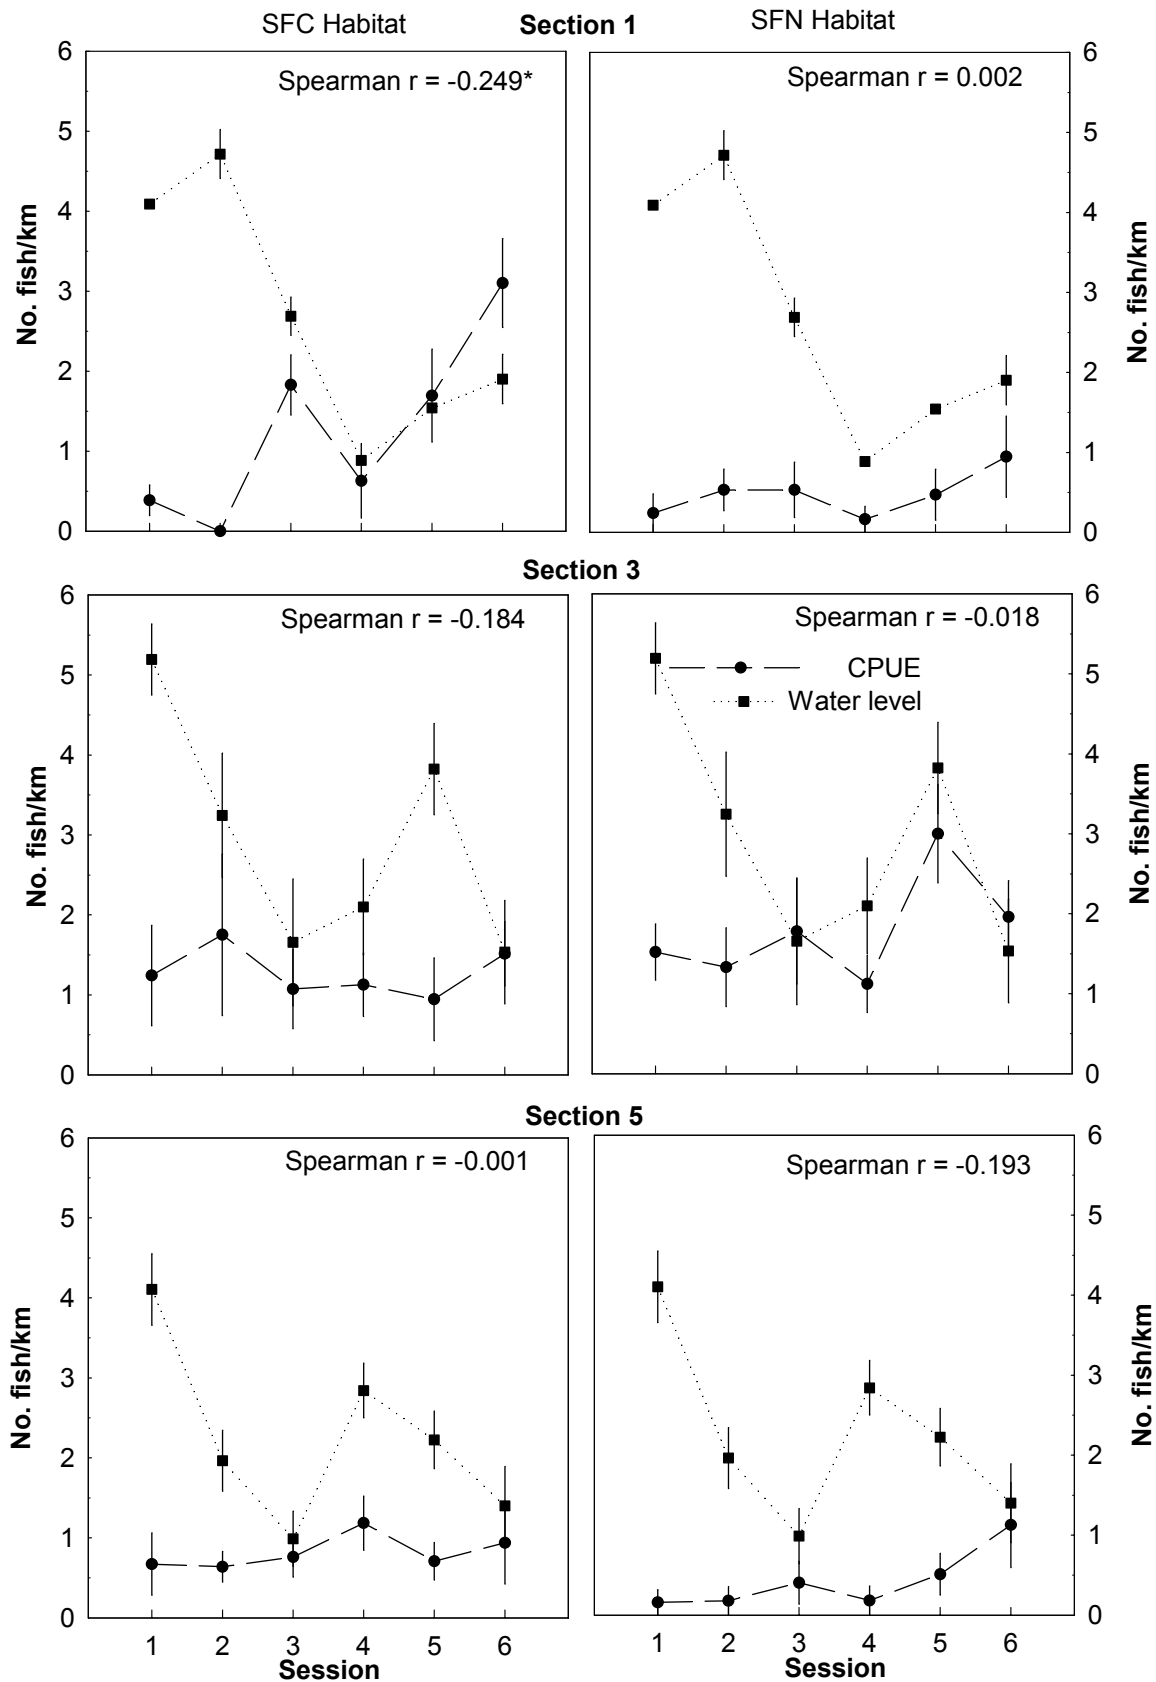 SFC Habitat
Section 1
SFN Habitat
Spearman r = -0.249*
No. fish/km
6
5
4
3
2
1
0
Spearman r = 0.002
6
5
4
3
2
1
0
No. fish/km
Section 3
Spearman r = -0.184
No. fish/km
6
5
4
3
2
1
0
Spearman r = -0.018
CPUE
Water level
6
5
4
3
2
1
0
No. fish/km
Section 5
Spearman r = -0.001
No. fish/km
6
5
4
3
2
1
0
1 2 3 4 5 6
Session
Spearman r = -0.193
6
5
4
3
2
1
0
No. fish/km
1 2 3 4 5 6
Session